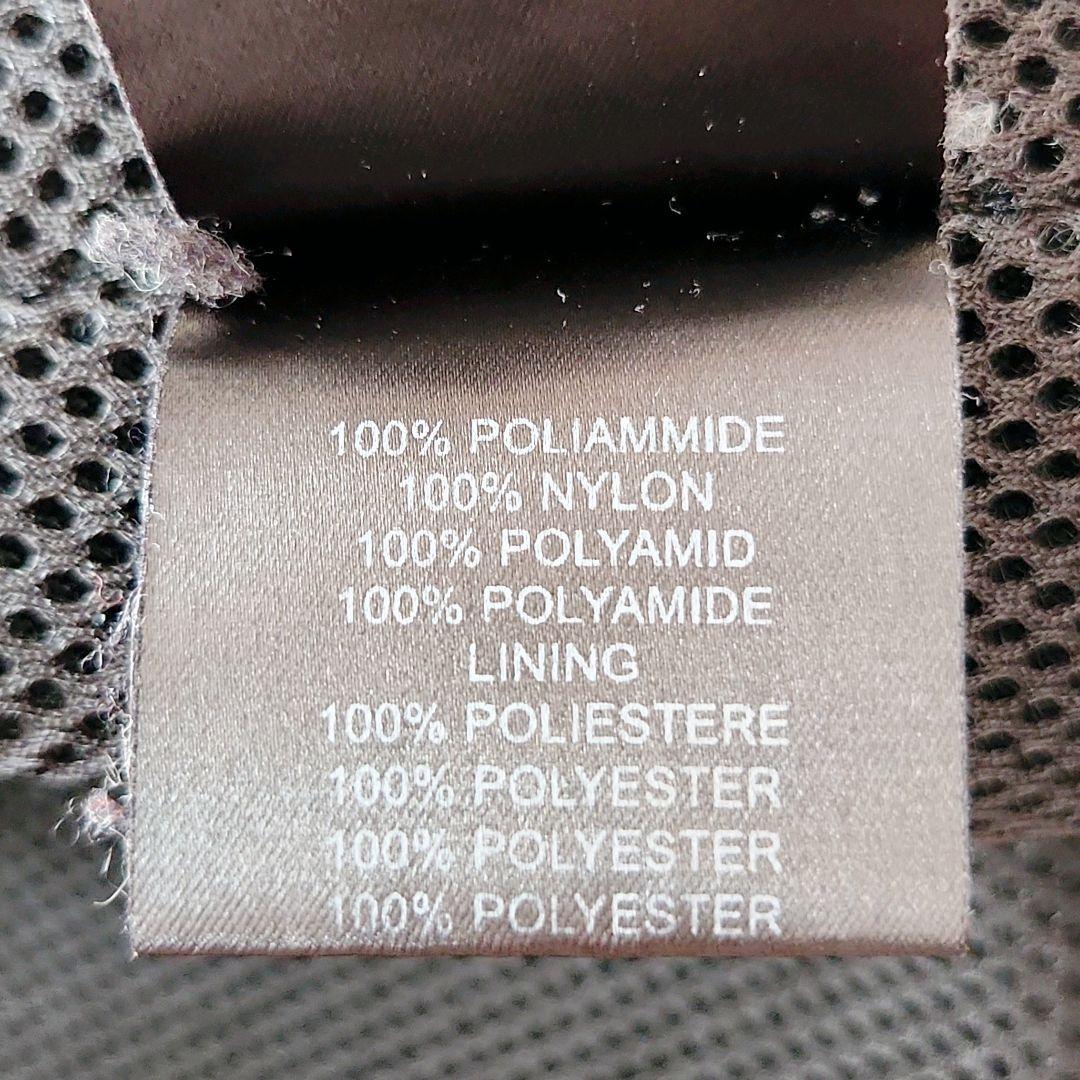 100% POLIAMMIDE
100% NYLON
100% POLYAMID
100% POLYAMIDE
LINING
100% POLIESTERE
100% POLYESTER
100% POLYESTER
100% POLYESTER